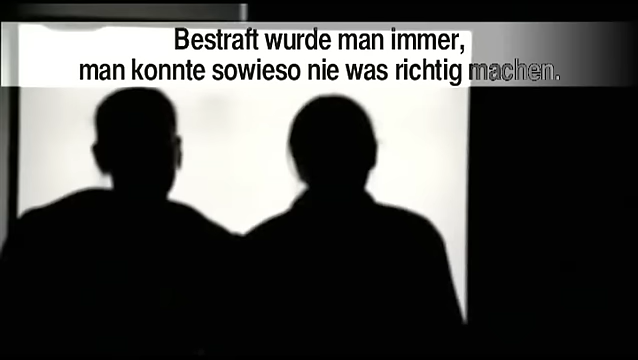 Bestraft wurde man immer,
man konnte sowieso nie was richtig machen.